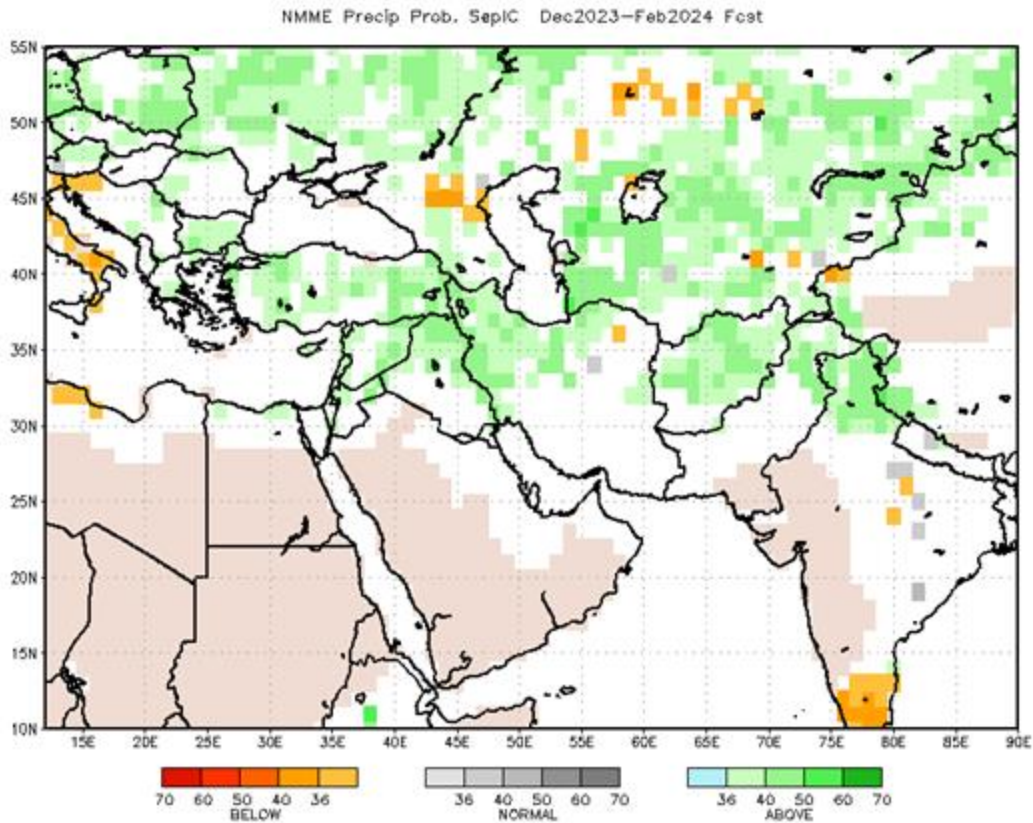 NMME Precip Prob. SepIC Dec2023-Feb2024 Fcst
55N
50N
45N
40N
35N
30N
25N
20N
15N
10N
15E 20E 25E 30E 35E 40E 45E 50E 55E 60E 65E 70E 75E 80E 85E 90E
70 60 50 40 36 36 40 50 60 70 36 40 50 60 70
BELOW NORMAL ABOVE